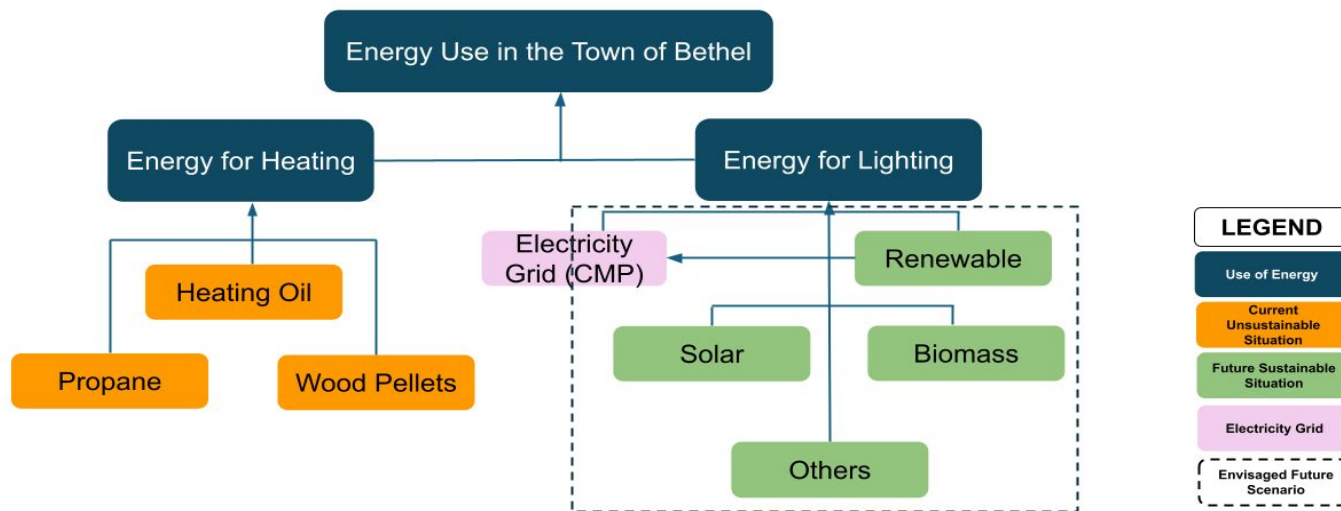 Energy Use in the Town of Bethel
Energy for Heating
Energy for Lighting
Electricity
Grid (CMP)
Renewable
Heating Oil
Solar
Biomass
Propane
Wood Pellets
Others
LEGEND
Use of Energy
Current
Unsustainable
Situation
Future Sustainable
Situation
Electricity Grid
Envisaged Future
Scenario